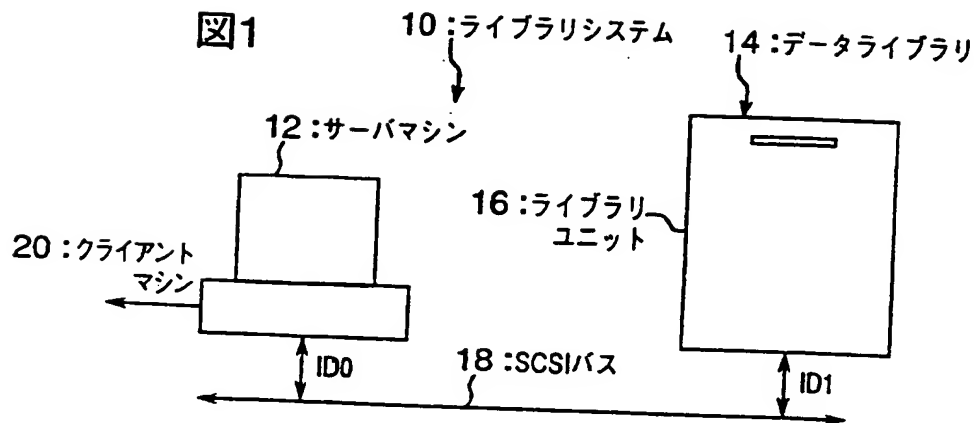 図1
10:ライブラリシステム
14:データライブラリ
12:サーバマシン
16:ライブラリ
ユニット
20:クライアント
マシン
ID0
18:SCSIバス
ID1